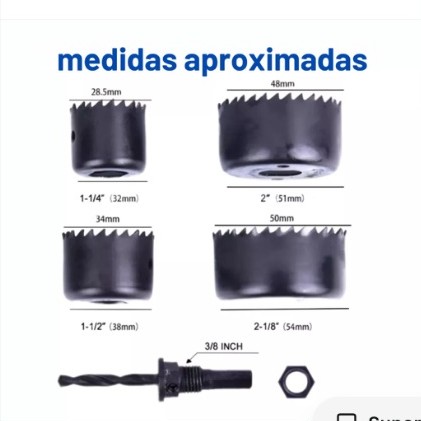 medidas aproximadas
28.5mm
48mm
1-1/4" (32mm)
2" (51mm)
34mm
50mm
1-1/2" (38mm)
2-1/8" (54mm)
3/8 INCH